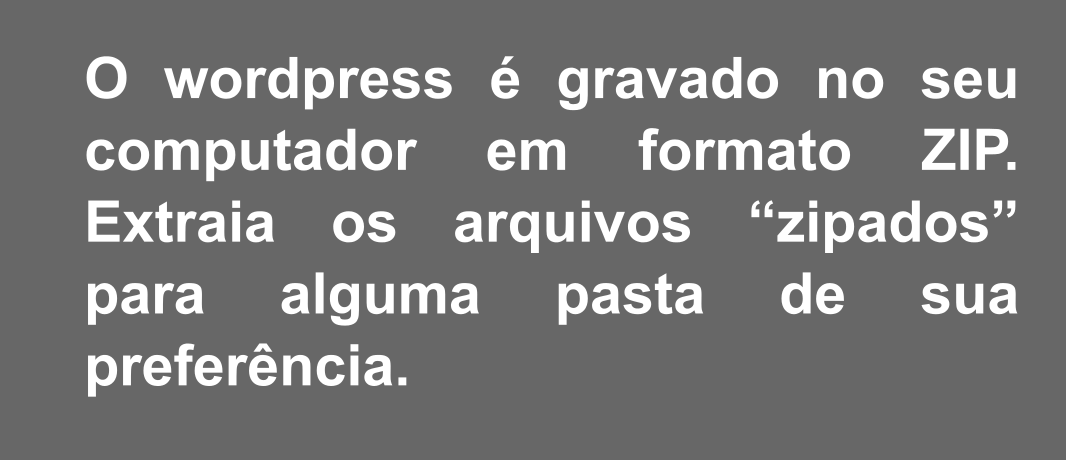 O wordpress é gravado no seu
computador em formato ZIP.
Extraia os arquivos “zipados”
para alguma pasta de sua
preferência.